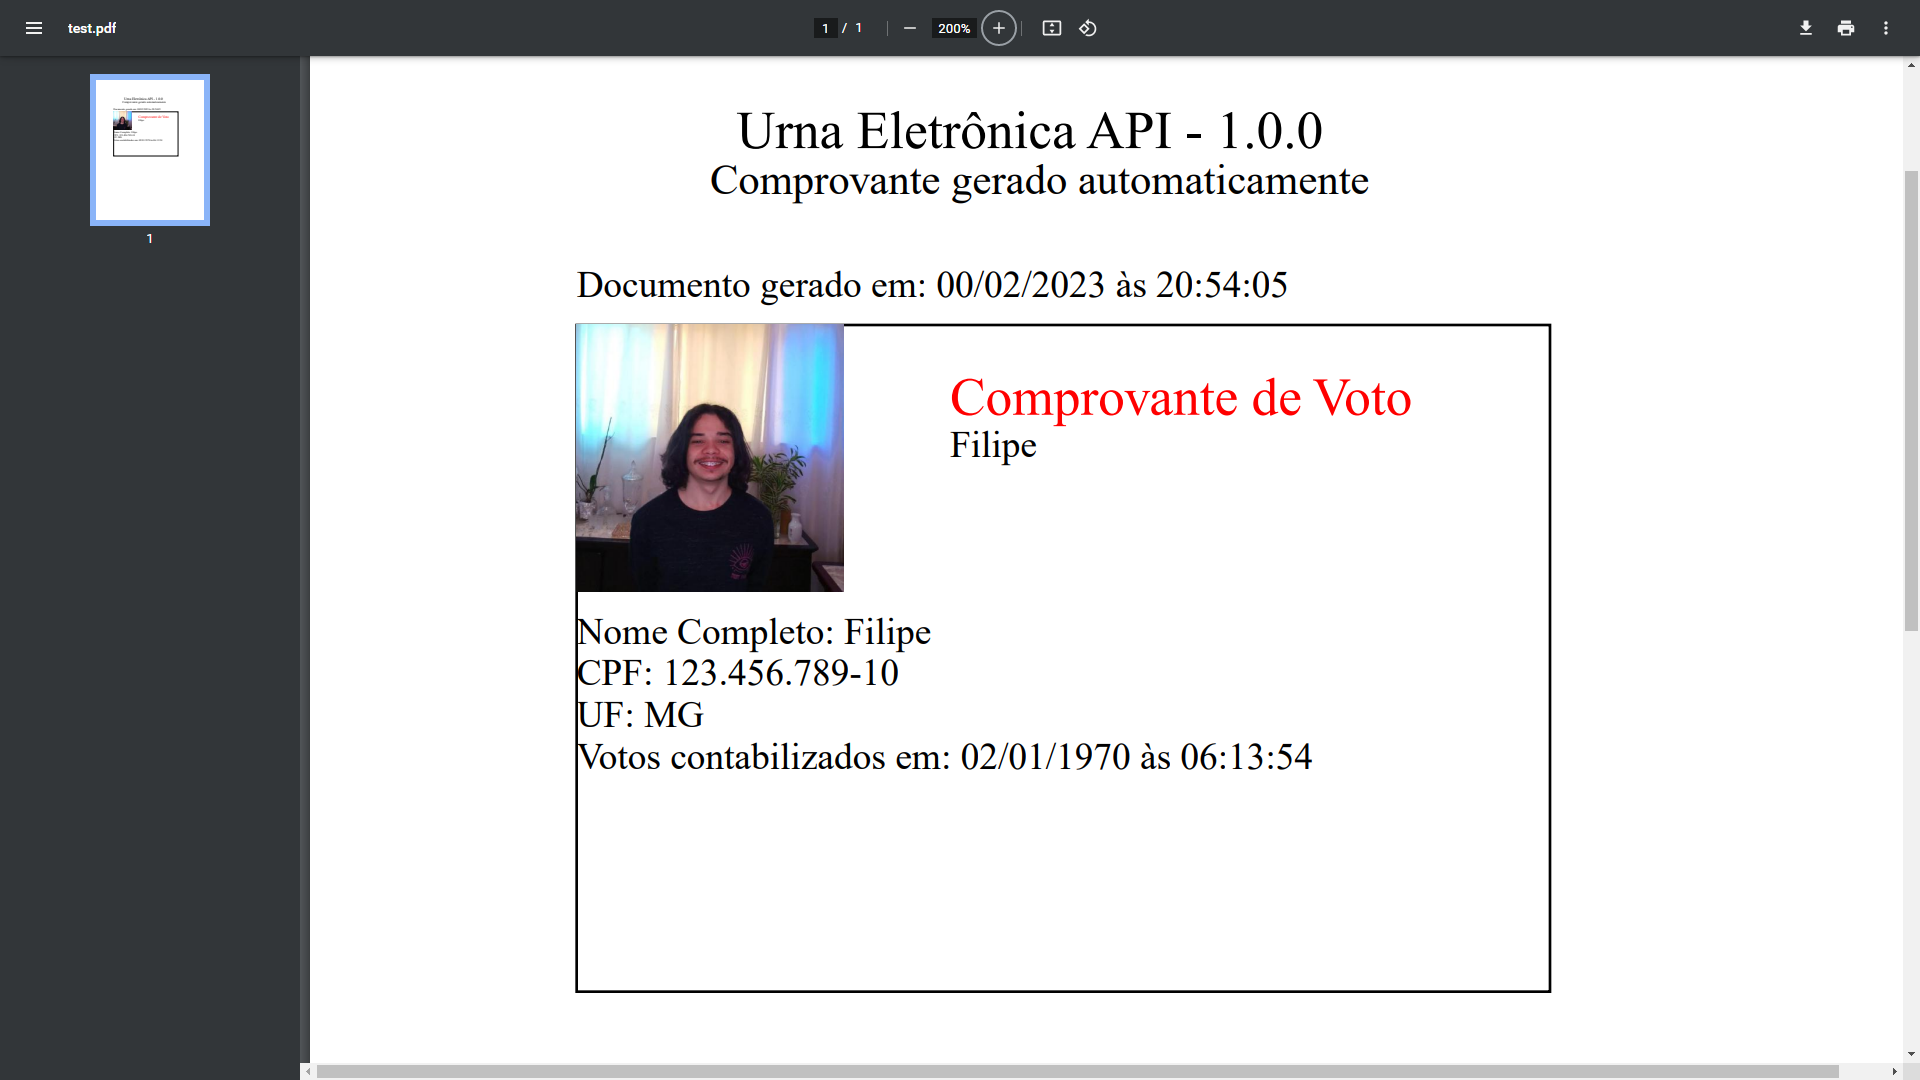 test.pdf
1 / 1
200%
1
Urna Eletrônica API - 1.0.0
Comprovante gerado automaticamente
Documento gerado em: 00/02/2023 às 20:54:05
Comprovante de Voto
Filipe
Nome Completo: Filipe
CPF: 123.456.789-10
UF: MG
Votos contabilizados em: 02/01/1970 às 06:13:54